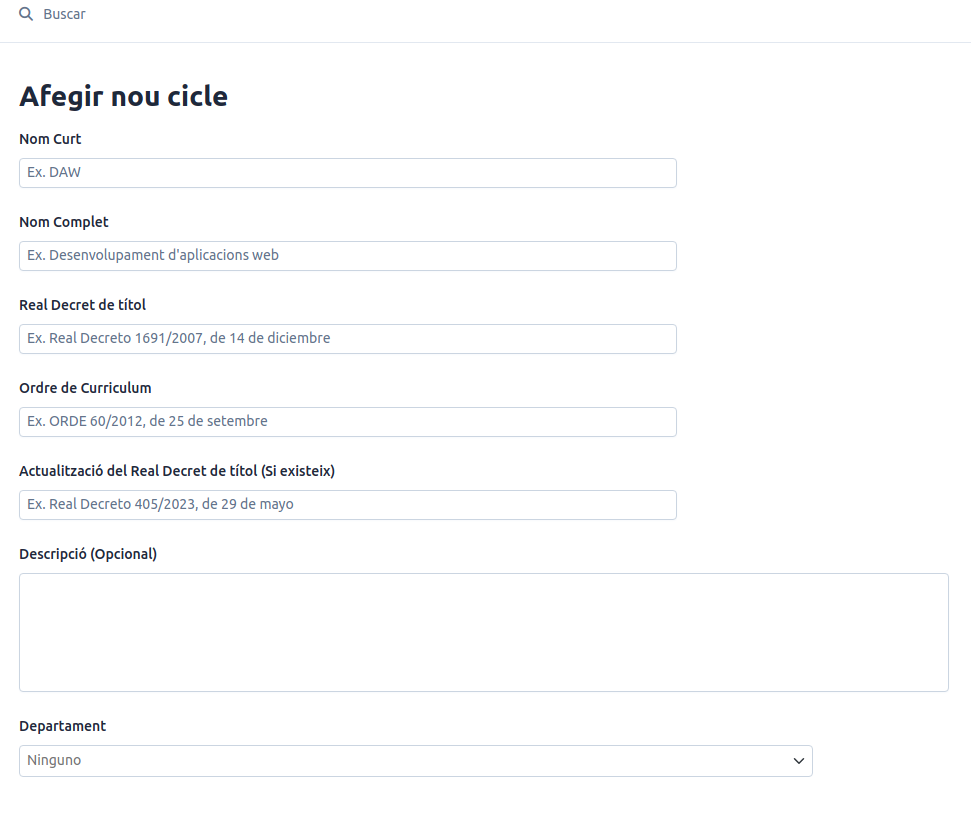 Buscar
Afegir nou cicle
Nom Curt
Ex. DAW
Nom Complet
Ex. Desenvolupament d'aplicacions web
Real Decret de títol
Ex. Real Decreto 1691/2007, de 14 de diciembre
Ordre de Curriculum
Ex. ORDE 60/2012, de 25 de setembre
Actualització del Real Decret de títol (Si existeix)
Ex. Real Decreto 405/2023, de 29 de mayo
Descripció (Opcional)
Departament
Ninguno